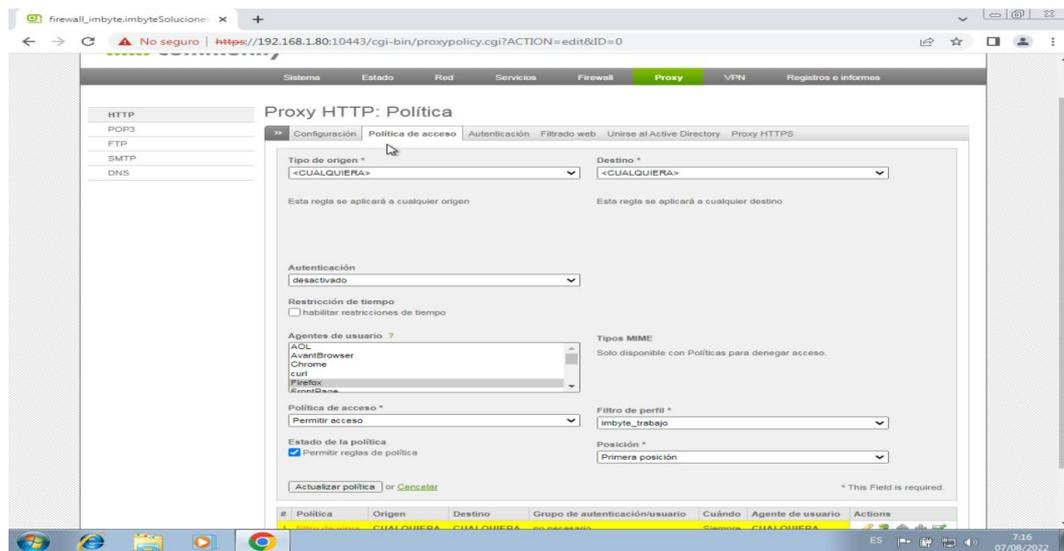 firewall_imbyte.imbyteSolucione
No seguro | https://192.168.1.80:10443/cgi-bin/proxypolicy.cgi?ACTION=edit&ID=0
Sistema Estado Red Servicios Firewall Proxy VPN Registros e informes
HTTP
POP3
FTP
SMTP
DNS
Proxy HTTP: Política
>> Configuración Política de acceso Autenticación Filtrado web Unirse al Active Directory Proxy HTTPS
Tipo de origen * Destino *
<CUALQUIERA> <CUALQUIERA>
Esta regla se aplicará a cualquier origen Esta regla se aplicará a cualquier destino
Autenticación
desactivado
Restricción de tiempo
habilitar restricciones de tiempo
Agentes de usuario ? Tipos MIME
AOL
AvantBrowser Solo disponible con Políticas para denegar acceso.
Chrome
curl
Firefox
FrontPage
Política de acceso * Filtro de perfil *
Permitir acceso imbyte_trabajo
Estado de la política Posición *
Permitir reglas de política Primera posición
Actualizar política or Cancelar * This Field is required.
# Política Origen Destino Grupo de autenticación/usuario Cuándo Agente de usuario Actions
1 CUALQUIERA CUALQUIERA no necesario Siempre CUALQUIERA
ES 7:16
07/08/2022